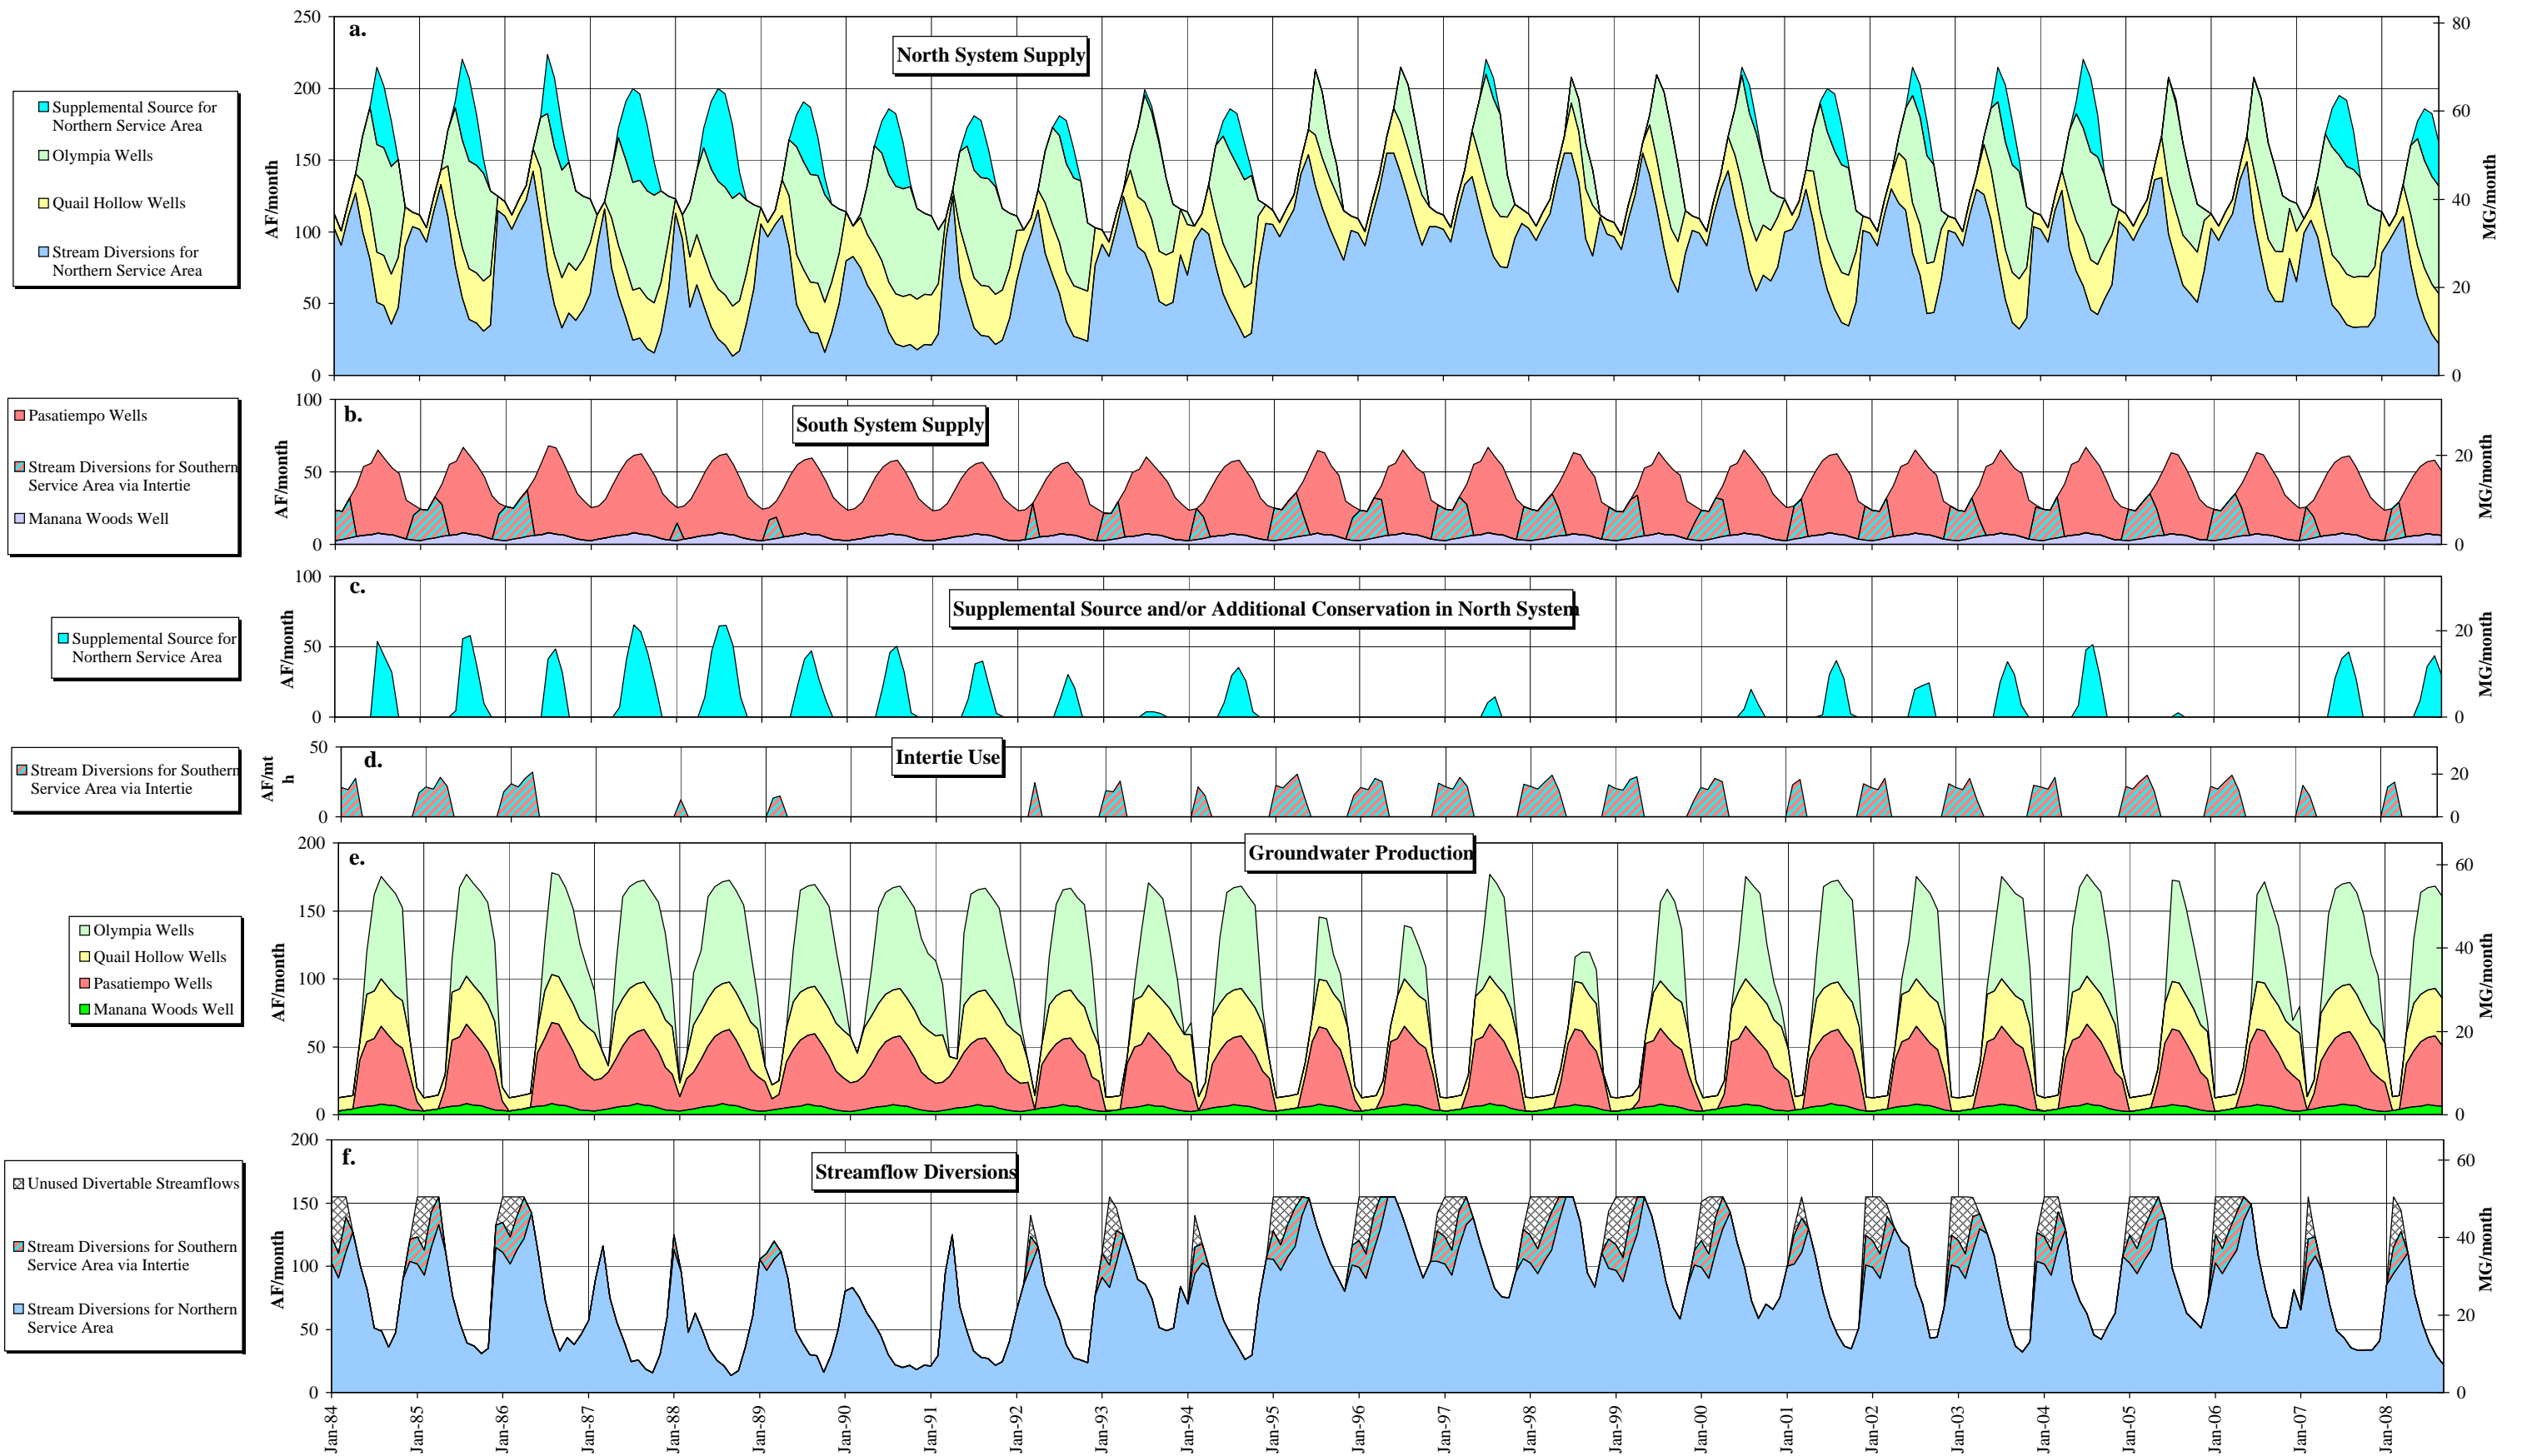 a.
North System Supply
250
200
150
100
50
0
AF/month
80
60
40
20
0
MG/month
Supplemental Source for
Northern Service Area
Olympia Wells
Quail Hollow Wells
Stream Diversions for
Northern Service Area
b.
South System Supply
100
50
0
AF/month
20
0
MG/month
Pasatiempo Wells
Stream Diversions for Southern
Service Area via Intertie
Manana Woods Well
c.
Supplemental Source and/or Additional Conservation in North System
100
50
0
AF/month
20
0
MG/month
Supplemental Source for
Northern Service Area
d.
Intertie Use
50
0
AF/mt
h
20
0
Stream Diversions for Southern
Service Area via Intertie
e.
Groundwater Production
200
150
100
50
0
AF/month
60
40
20
0
MG/month
Olympia Wells
Quail Hollow Wells
Pasatiempo Wells
Manana Woods Well
f.
Streamflow Diversions
200
150
100
50
0
AF/month
60
40
20
0
MG/month
Unused Divertable Streamflows
Stream Diversions for Southern
Service Area via Intertie
Stream Diversions for Northern
Service Area
Jan-84
Jan-85
Jan-86
Jan-87
Jan-88
Jan-89
Jan-90
Jan-91
Jan-92
Jan-93
Jan-94
Jan-95
Jan-96
Jan-97
Jan-98
Jan-99
Jan-00
Jan-01
Jan-02
Jan-03
Jan-04
Jan-05
Jan-06
Jan-07
Jan-08